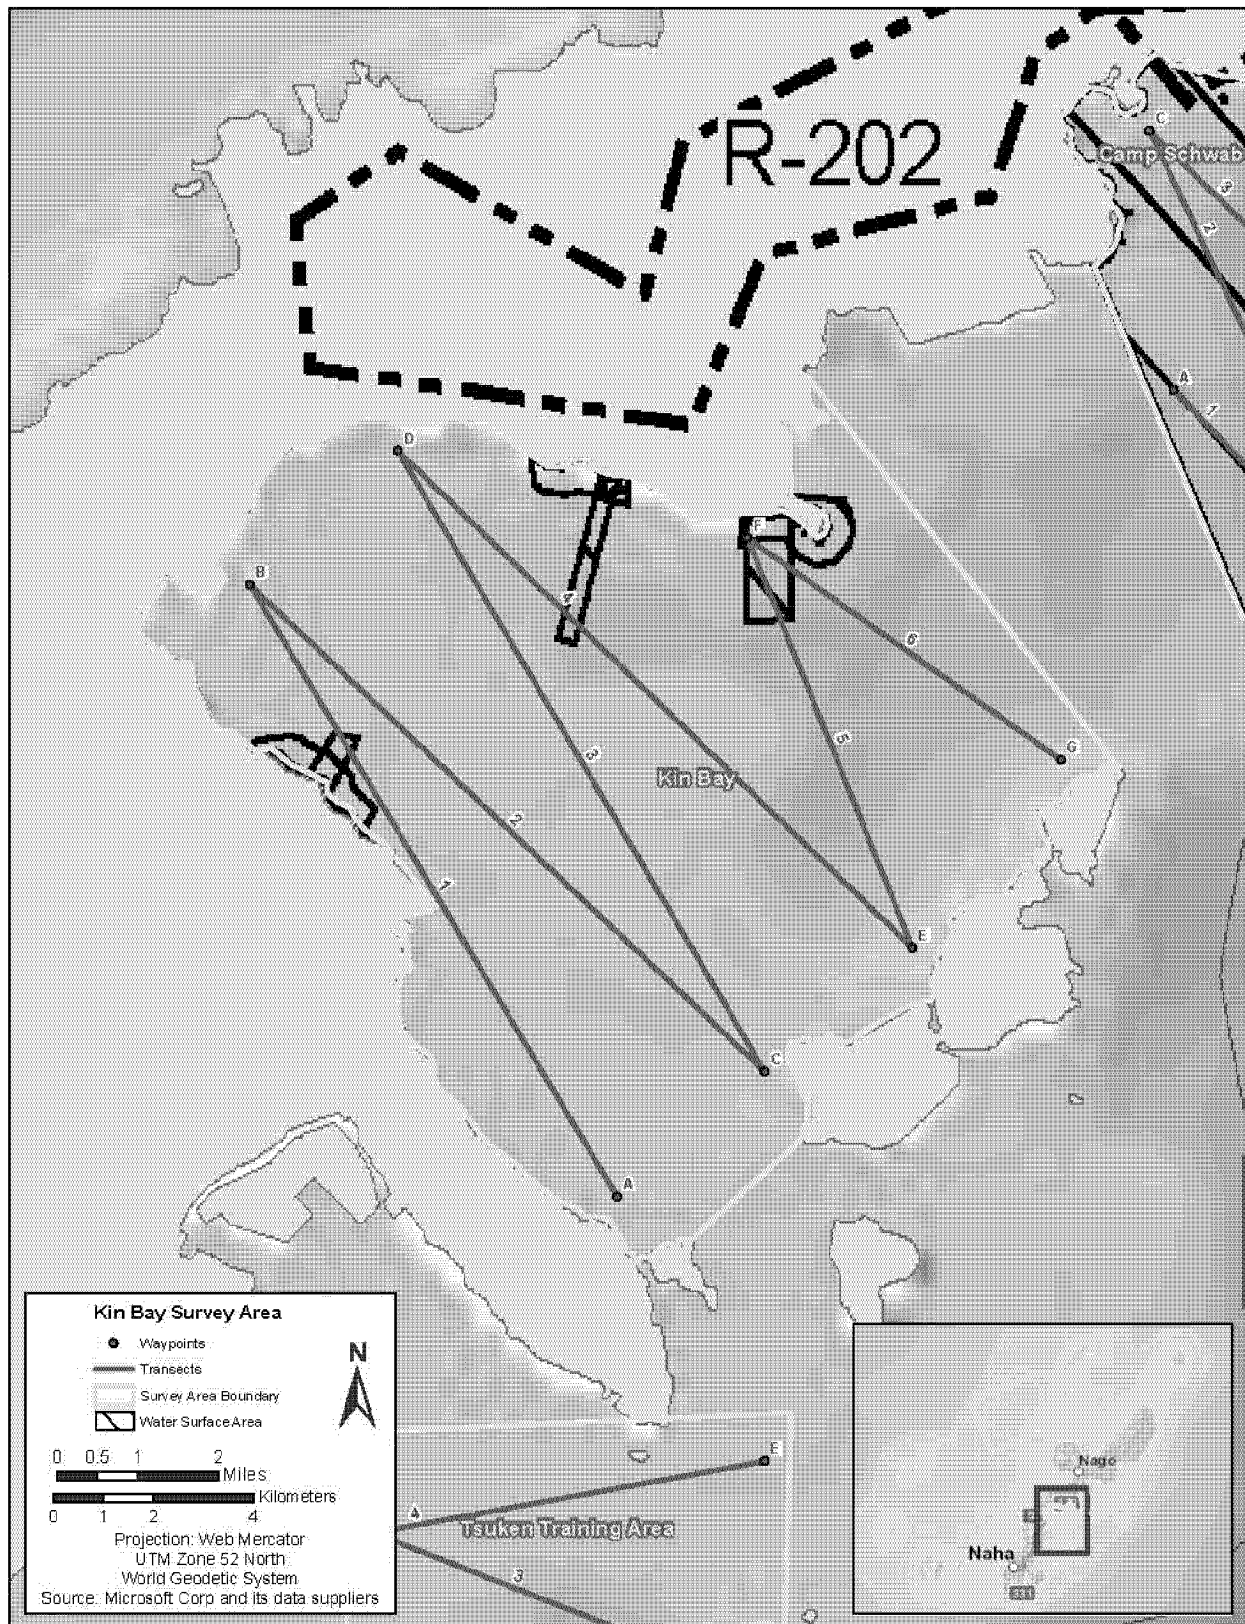 R-202
C
Camp Schwab
3
2
A
1
D
B
F
4
6
5
G
3
Kin Bay
2
1
E
C
A
Kin Bay Survey Area
Waypoints
Transects
Survey Area Boundary
Water Surface Area
N
0 0.5 1 2
Miles
Kilometers
0 1 2 4
Projection: Web Mercator
UTM Zone 52 North
World Geodetic System
Source: Microsoft Corp and its data suppliers
E
4
Tsuken Training Area
3
Nago
Naha